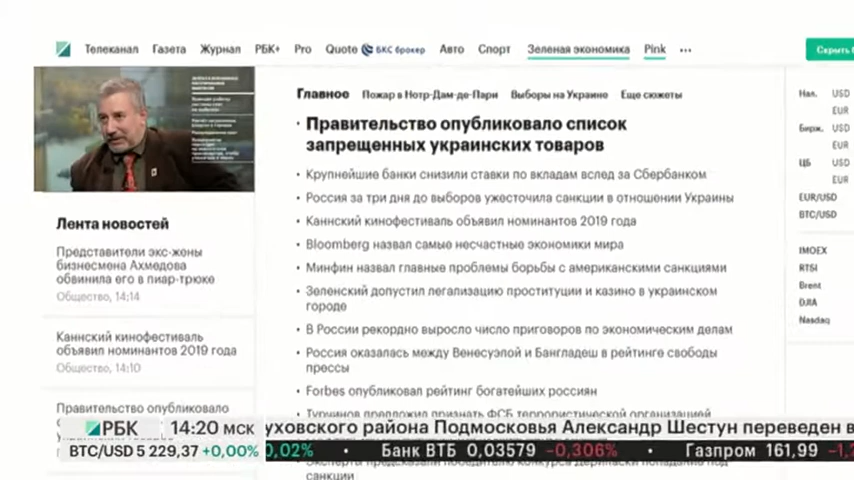 Телеканал Газета Журнал РБК+ Pro Quote БКС брокер Авто Спорт Зеленая экономика Pink ...
Скрыть
Главное Пожар в Нотр-Дам-де-Пари Выборы на Украине Еще сюжеты
Правительство опубликовало список
запрещенных украинских товаров
Крупнейшие банки снизили ставки по вкладам вслед за Сбербанком
Россия за три дня до выборов ужесточила санкции в отношении Украины
Каннский кинофестиваль объявил номинантов 2019 года
Bloomberg назвал самые несчастные экономики мира
Минфин назвал главные проблемы борьбы с американскими санкциями
Зеленский допустил легализацию проституции и казино в украинском
городе
В России рекордно выросло число приговоров по экономическим делам
Россия оказалась между Венесуэлой и Бангладеш в рейтинге свободы
прессы
Forbes опубликовал рейтинг богатейших россиян
Турчинов предложил признать ФСБ террористической организацией
санкции
Лента новостей
Представители экс-жены
бизнесмена Ахмедова
обвинила его в пиар-трюке
Общество, 14:14
Каннский кинофестиваль
объявил номинантов 2019 года
Общество, 14:10
Правительство опубликовало
Нал. USD
EUR
Бирж. USD
EUR
ЦБ USD
EUR
EUR/USD
BTC/USD
IMOEX
RTSI
Brent
DJIA
Nasdaq
РБК 14:20 МСК уховского района Подмосковья Александр Шестун переведен в
BTC/USD 5 229,37 +0,00% 0,02% • Банк ВТБ 0,03579 -0,306% • Газпром 161,99